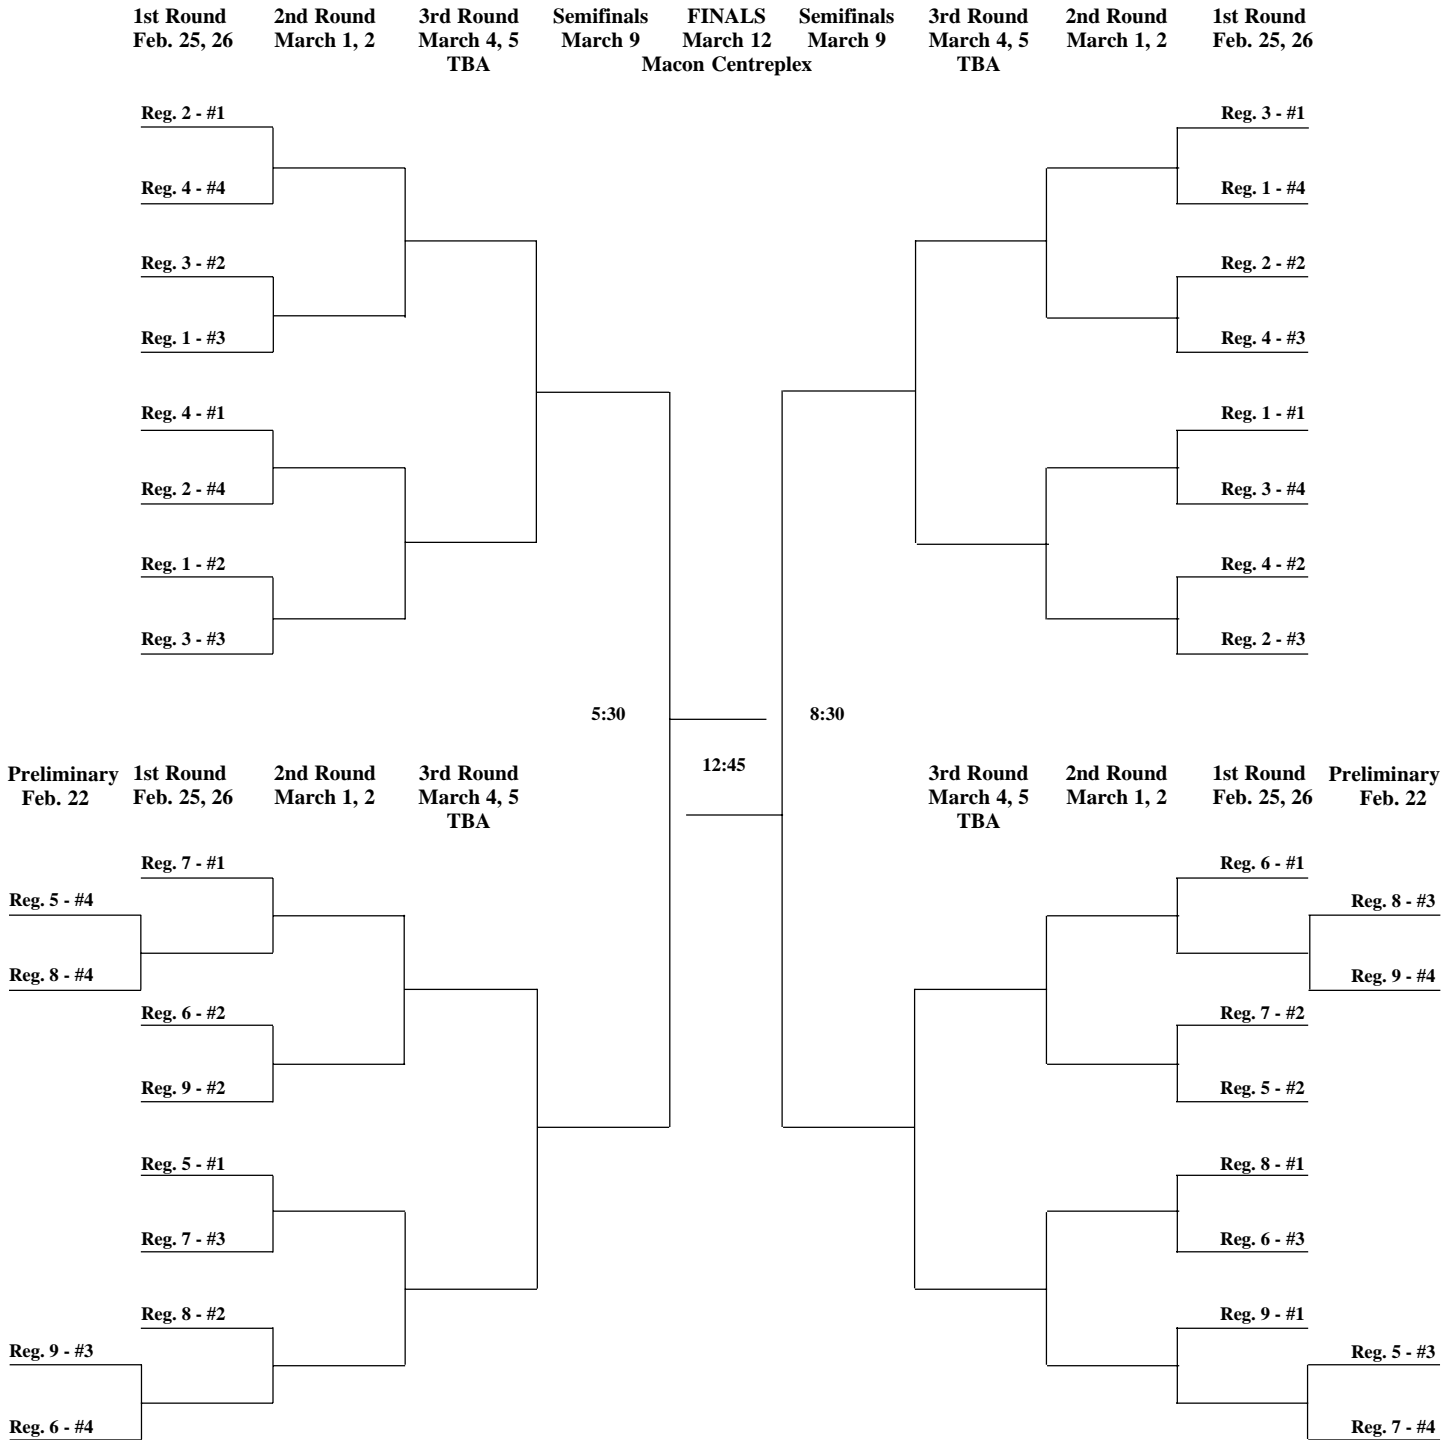 1st Round 2nd Round 3rd Round Semifinals FINALS Semifinals 3rd Round 2nd Round 1st Round
Feb. 25, 26 March 1, 2 March 4, 5 March 9 March 12 March 9 March 4, 5 March 1, 2 Feb. 25, 26
TBA Macon Centreplex TBA
Reg. 2 - #1 Reg. 3 - #1
Reg. 4 - #4 Reg. 1 - #4
Reg. 3 - #2 Reg. 2 - #2
Reg. 1 - #3 Reg. 4 - #3
Reg. 4 - #1 Reg. 1 - #1
Reg. 2 - #4 Reg. 3 - #4
Reg. 1 - #2 Reg. 4 - #2
Reg. 3 - #3 Reg. 2 - #3
5:30 8:30
12:45
Preliminary 1st Round 2nd Round 3rd Round 3rd Round 2nd Round 1st Round Preliminary
Feb. 22 Feb. 25, 26 March 1, 2 March 4, 5 March 4, 5 March 1, 2 Feb. 25, 26 Feb. 22
TBA TBA
Reg. 7 - #1 Reg. 6 - #1
Reg. 5 - #4 Reg. 8 - #3
Reg. 8 - #4 Reg. 9 - #4
Reg. 6 - #2 Reg. 7 - #2
Reg. 9 - #2 Reg. 5 - #2
Reg. 5 - #1 Reg. 8 - #1
Reg. 7 - #3 Reg. 6 - #3
Reg. 8 - #2 Reg. 9 - #1
Reg. 9 - #3 Reg. 5 - #3
Reg. 6 - #4 Reg. 7 - #4